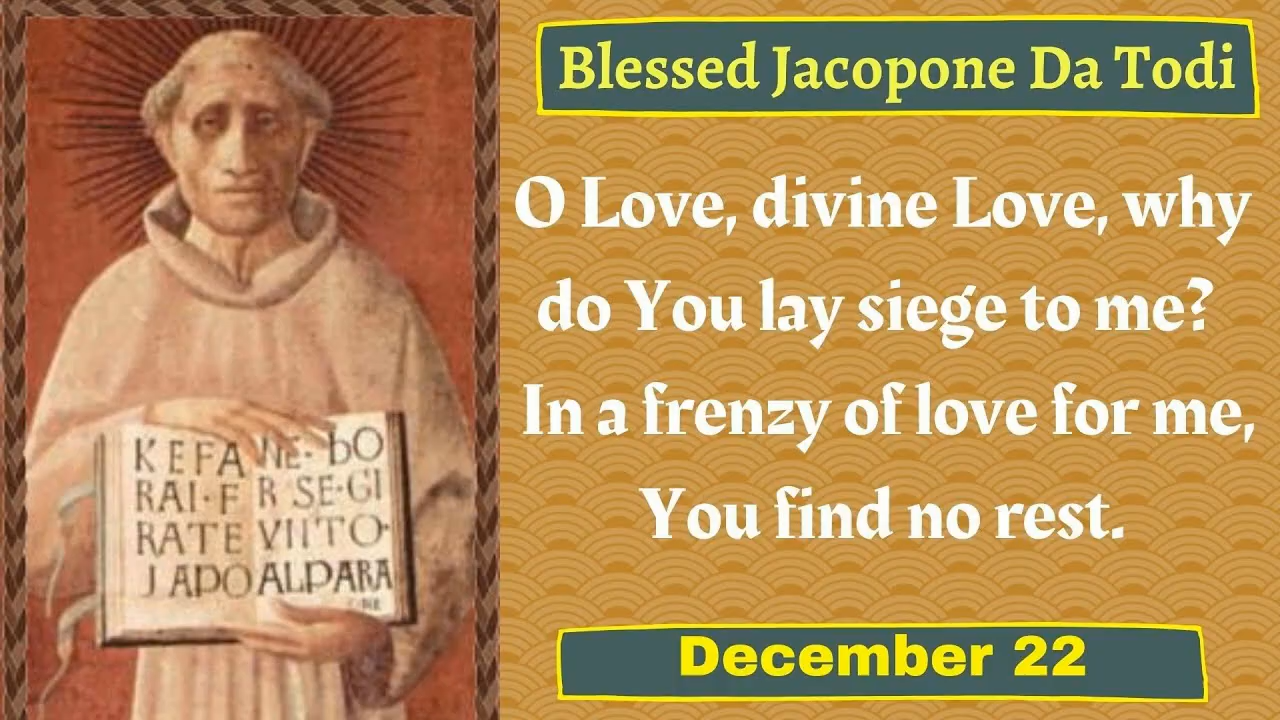 Blessed Jacopone Da Todi
O Love, divine Love, why
do You lay siege to me?
In a frenzy of love for me,
You find no rest.
December 22
KEFA
RAI·F
RATE
JAPO
NE·bO
R SE·GI
VIITO·
ALPARA